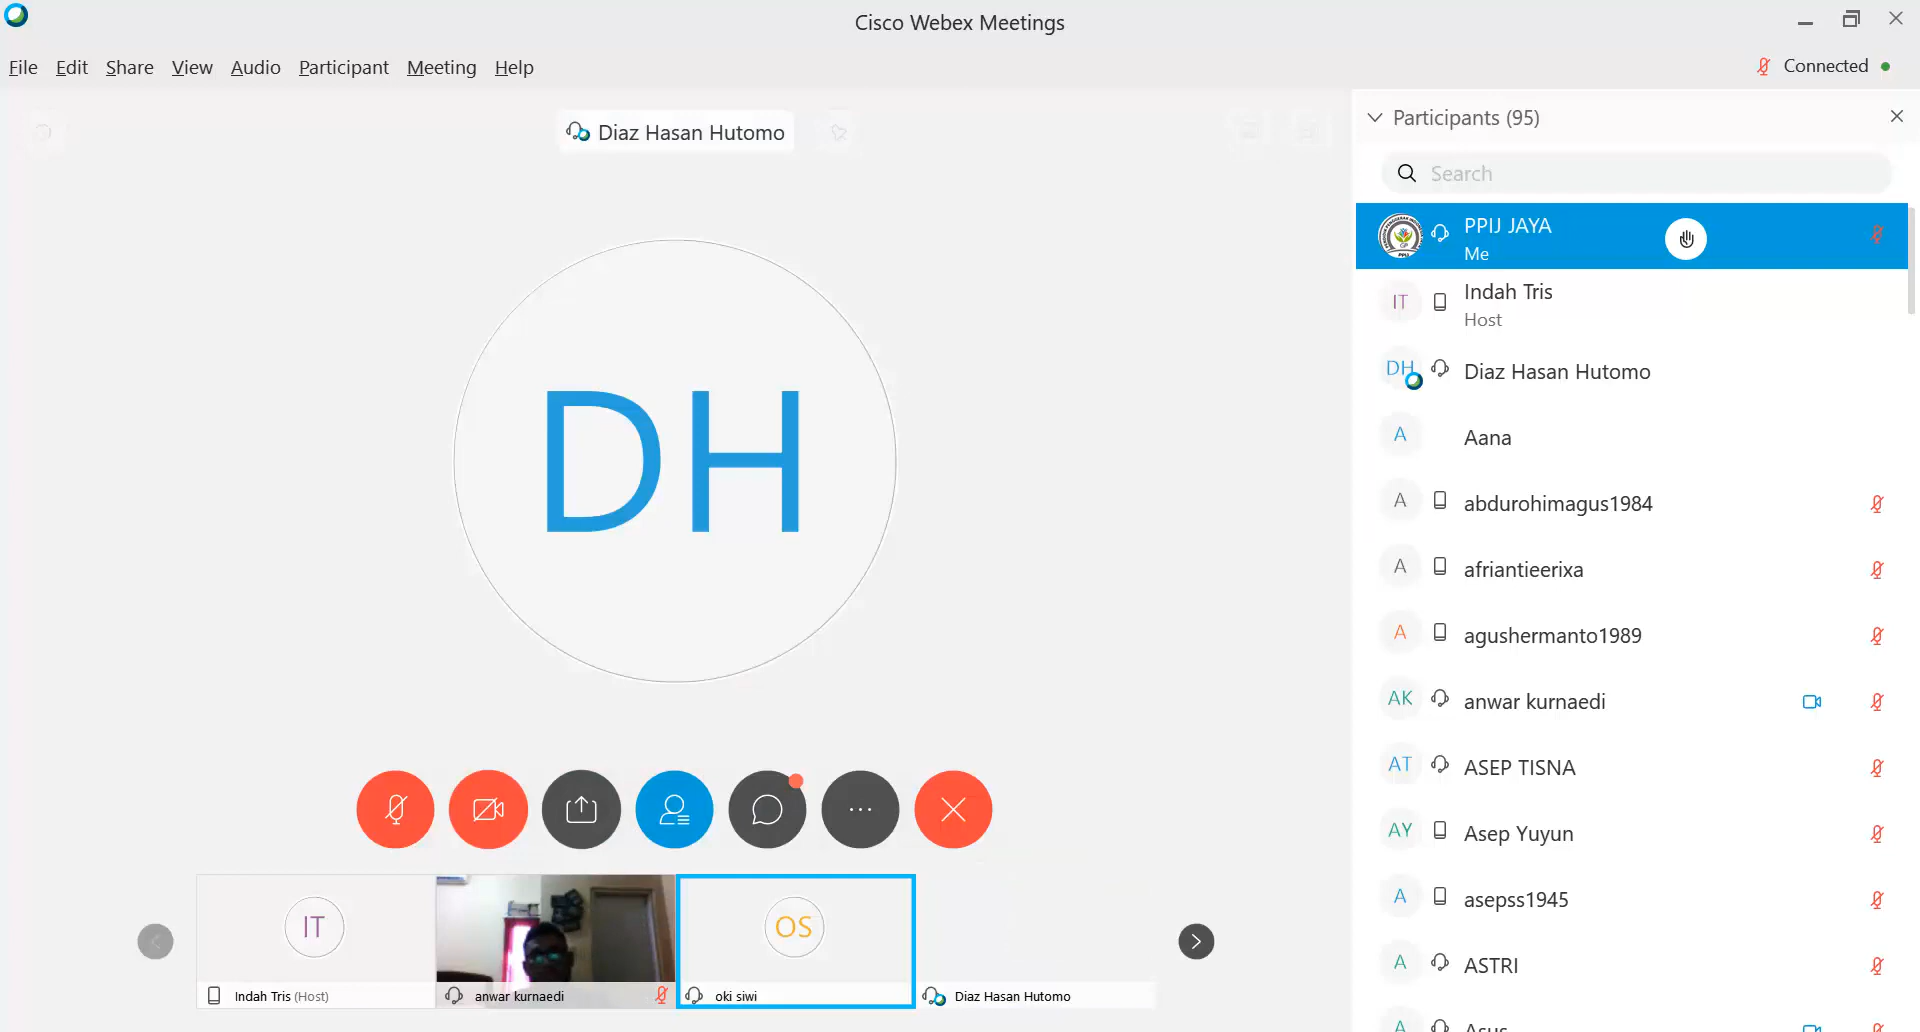 Cisco Webex Meetings
File Edit Share View Audio Participant Meeting Help
Connected
Diaz Hasan Hutomo
DH
Participants (95)
Search
PPIJ JAYA
Me
IT Indah Tris
Host
DH Diaz Hasan Hutomo
A Aana
A abdurohimagus1984
A afriantieerixa
A agushermanto1989
AK anwar kurnaedi
AT ASEP TISNA
AY Asep Yuyun
A asepss1945
A ASTRI
A Asus
IT
OS
Indah Tris (Host)
anwar kurnaedi
oki siwi
Diaz Hasan Hutomo